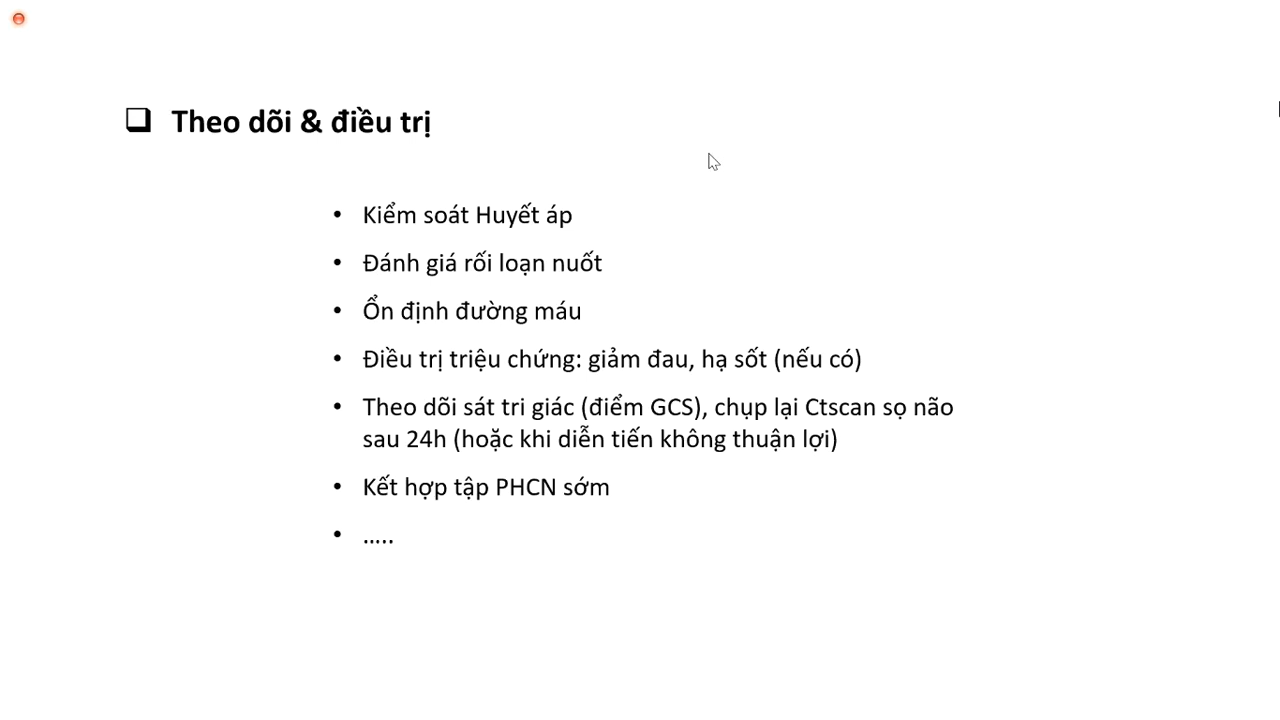 Theo dõi & điều trị
• Kiểm soát Huyết áp
• Đánh giá rối loạn nuốt
• Ổn định đường máu
• Điều trị triệu chứng: giảm đau, hạ sốt (nếu có)
• Theo dõi sát tri giác (điểm GCS), chụp lại Ctscan sọ não
sau 24h (hoặc khi diễn tiến không thuận lợi)
• Kết hợp tập PHCN sớm
• .....